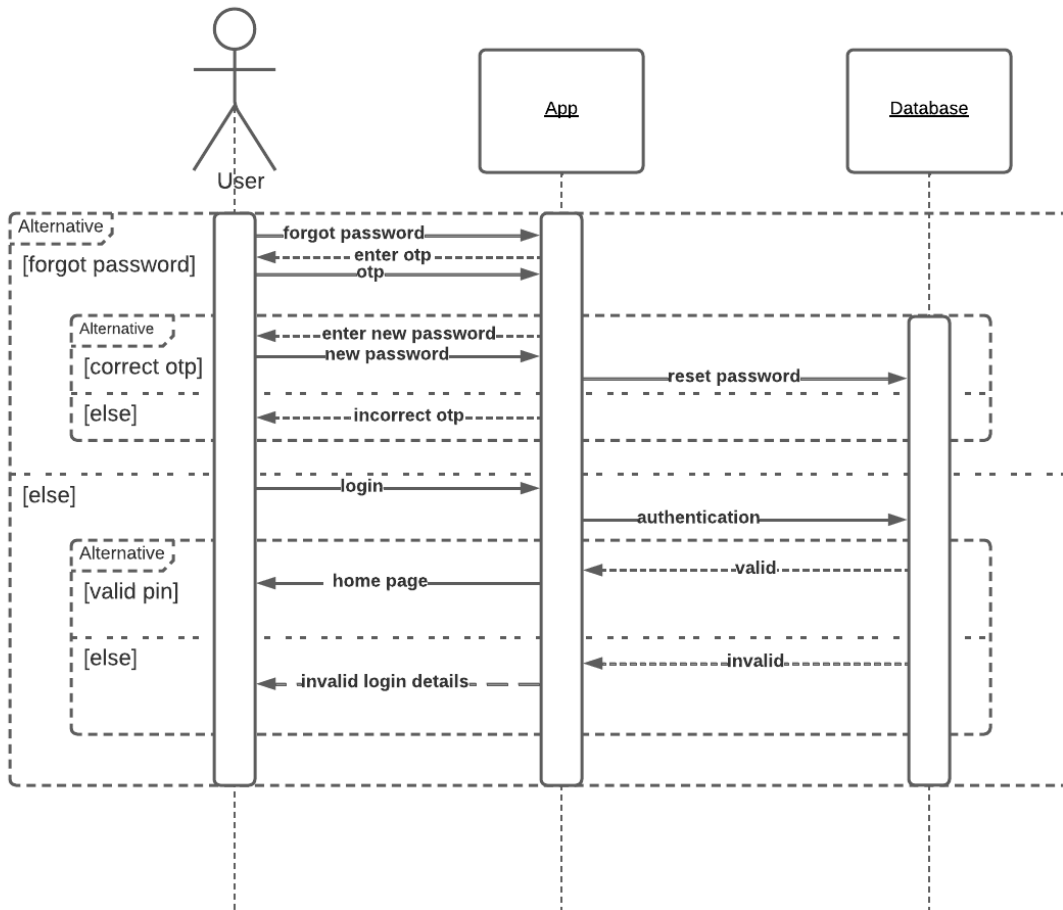 App
Database
User
Alternative
forgot password
[forgot password]
enter otp
otp
Alternative
enter new password
[correct otp]
new password
reset password
[else]
incorrect otp
[else]
login
authentication
Alternative
valid
[valid pin]
home page
[else]
invalid
invalid login details